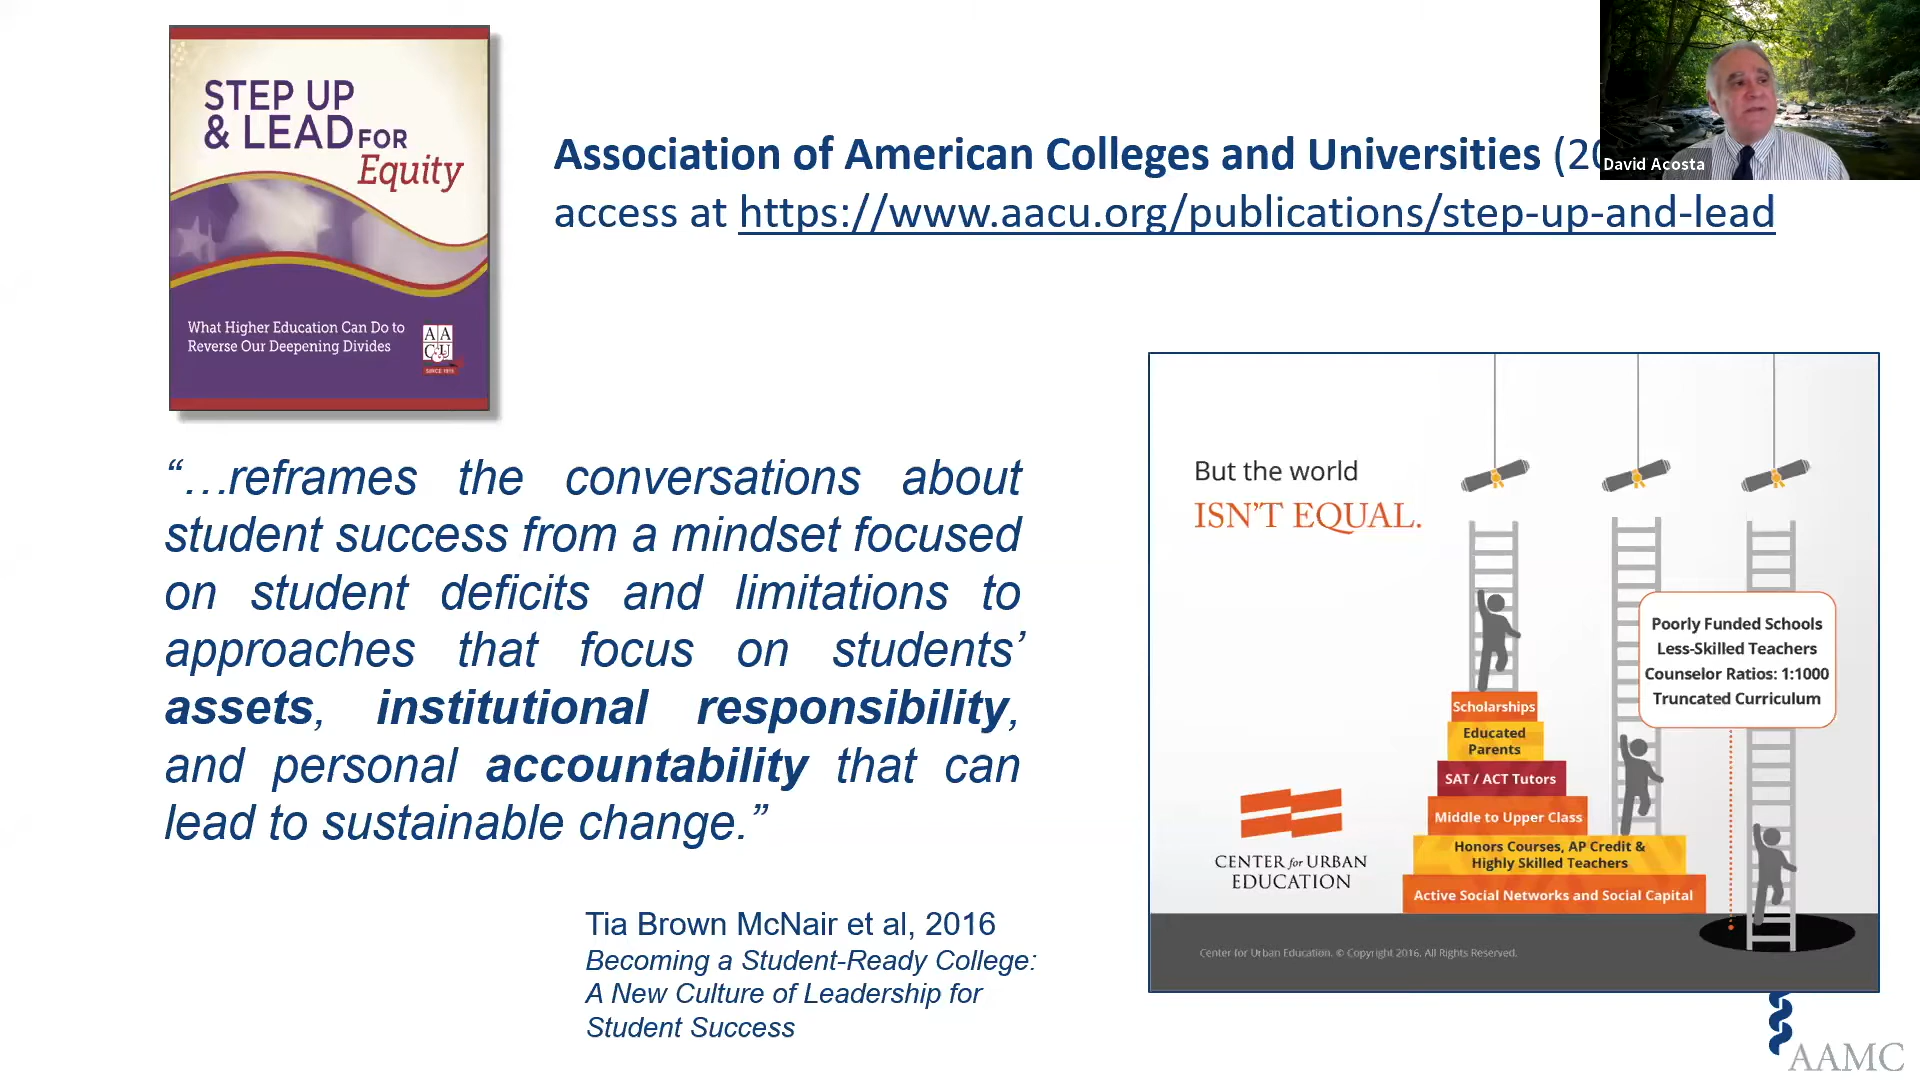 STEP UP
& LEAD FOR
Equity
What Higher Education Can Do to
Reverse Our Deepening Divides
AA
C&U
SINCE 1915
Association of American Colleges and Universities (20
access at https://www.aacu.org/publications/step-up-and-lead
David Acosta
“…reframes the conversations about
student success from a mindset focused
on student deficits and limitations to
approaches that focus on students’
assets, institutional responsibility,
and personal accountability that can
lead to sustainable change.”
Tia Brown McNair et al, 2016
Becoming a Student-Ready College:
A New Culture of Leadership for
Student Success
But the world
ISN’T EQUAL.
Poorly Funded Schools
Less-Skilled Teachers
Counselor Ratios: 1:1000
Truncated Curriculum
Scholarships
Educated
Parents
SAT / ACT Tutors
Middle to Upper Class
Honors Courses, AP Credit &
Highly Skilled Teachers
Active Social Networks and Social Capital
CENTER for URBAN
EDUCATION
Center for Urban Education. © Copyright 2016. All Rights Reserved.
AAMC